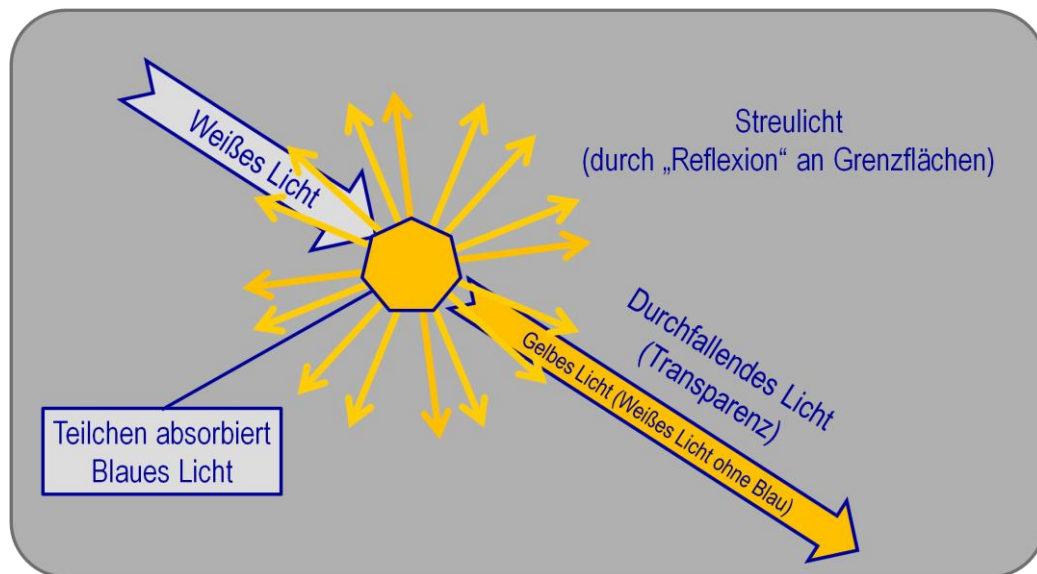 Weißes Licht
Streulicht
(durch „Reflexion“ an Grenzflächen)
Durchfallendes Licht
(Transparenz)
Gelbes Licht (Weißes Licht ohne Blau)
Teilchen absorbiert
Blaues Licht